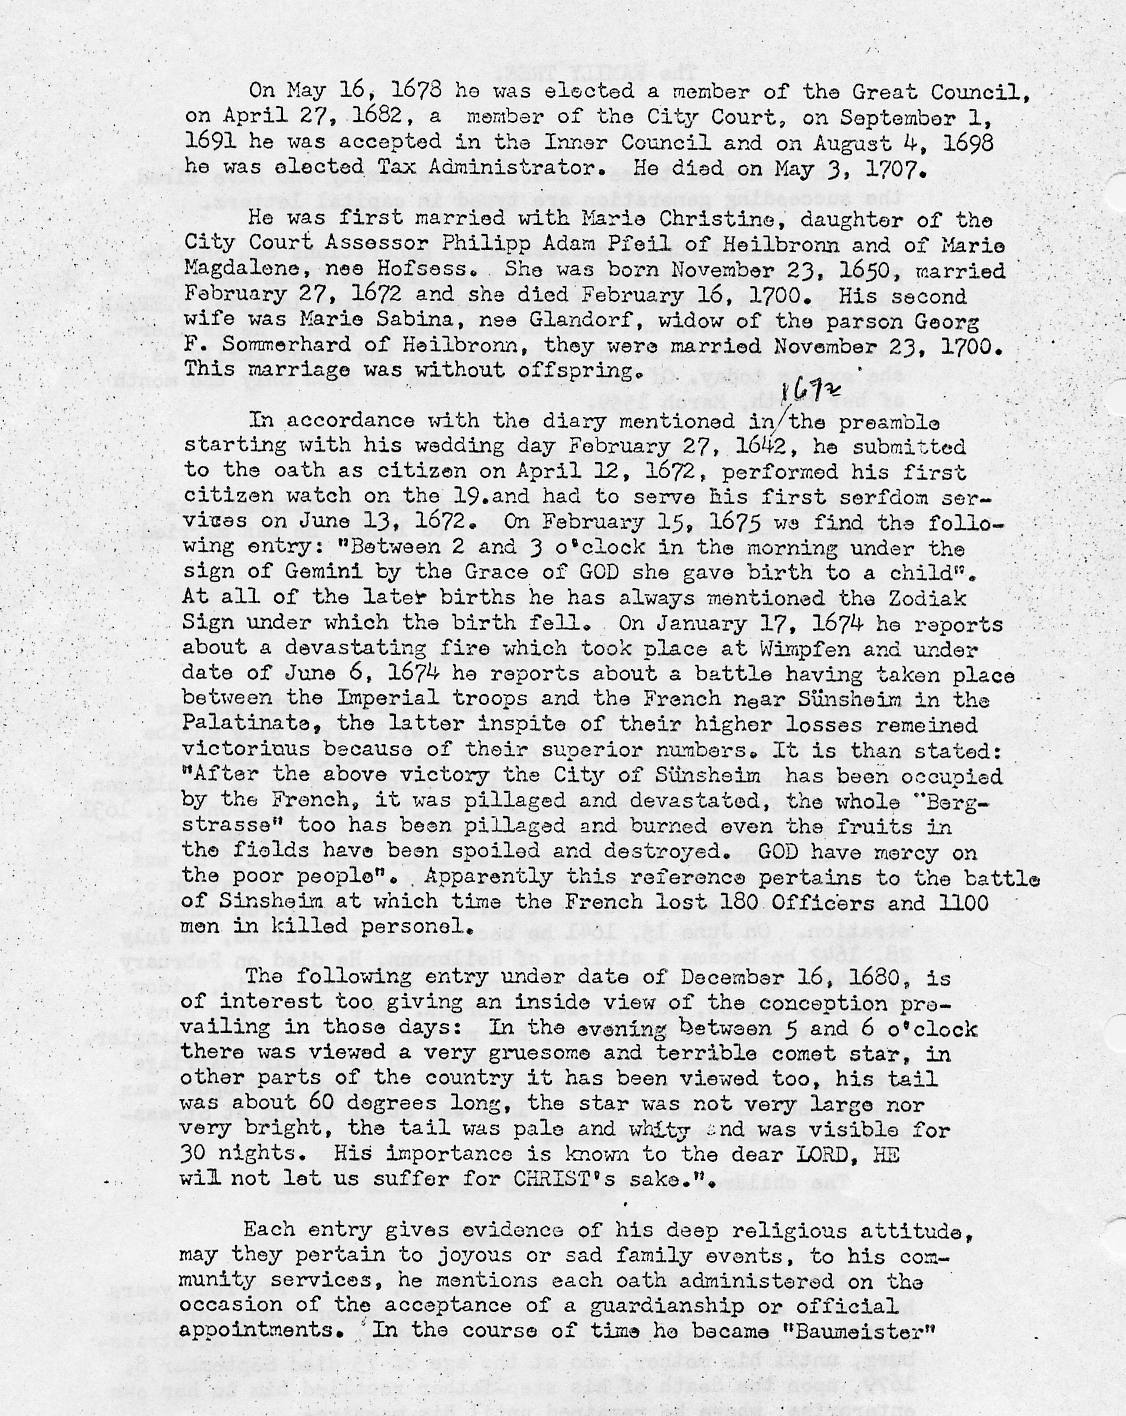 On May 16, 1678 he was elected a member of the Great Council,
on April 27, 1682, a member of the City Court, on September 1,
1691 he was accepted in the Inner Council and on August 4, 1698
he was elected Tax Administrator. He died on May 3, 1707.
He was first married with Marie Christine, daughter of the
City Court Assessor Philipp Adam Pfeil of Heilbronn and of Marie
Magdalene, nee Hofsess. She was born November 23, 1650, married
February 27, 1672 and she died February 16, 1700. His second
wife was Marie Sabina, nee Glandorf, widow of the parson Georg
F. Sommerhard of Heilbronn, they were married November 23, 1700.
This marriage was without offspring.
1672
In accordance with the diary mentioned in/the preamble
starting with his wedding day February 27, 1642, he submitted
to the oath as citizen on April 12, 1672, performed his first
citizen watch on the 19.and had to serve his first serfdom ser-
vices on June 13, 1672. On February 15, 1675 we find the follo-
wing entry: "Between 2 and 3 o'clock in the morning under the
sign of Gemini by the Grace of GOD she gave birth to a child".
At all of the later births he has always mentioned the Zodiak
Sign under which the birth fell. On January 17, 1674 he reports
about a devastating fire which took place at Wimpfen and under
date of June 6, 1674 he reports about a battle having taken place
between the Imperial troops and the French near Sünsheim in the
Palatinate, the latter inspite of their higher losses remeined
victorius because of their superior numbers. It is than stated:
"After the above victory the City of Sünsheim has been occupied
by the French, it was pillaged and devastated, the whole "Berg-
strasse" too has been pillaged and burned even the fruits in
the fields have been spoiled and destroyed. GOD have mercy on
the poor people". Apparently this reference pertains to the battle
of Sinsheim at which time the French lost 180 Officers and 1100
men in killed personel.
The following entry under date of December 16, 1680, is
of interest too giving an inside view of the conception pre-
vailing in those days: In the evening between 5 and 6 o'clock
there was viewed a very gruesome and terrible comet star, in
other parts of the country it has been viewed too, his tail
was about 60 degrees long, the star was not very large nor
very bright, the tail was pale and whity and was visible for
30 nights. His importance is known to the dear LORD, HE
wil not let us suffer for CHRIST's sake.".
Each entry gives evidence of his deep religious attitude,
may they pertain to joyous or sad family events, to his com-
munity services, he mentions each oath administered on the
occasion of the acceptance of a guardianship or official
appointments. In the course of time he became "Baumeister"